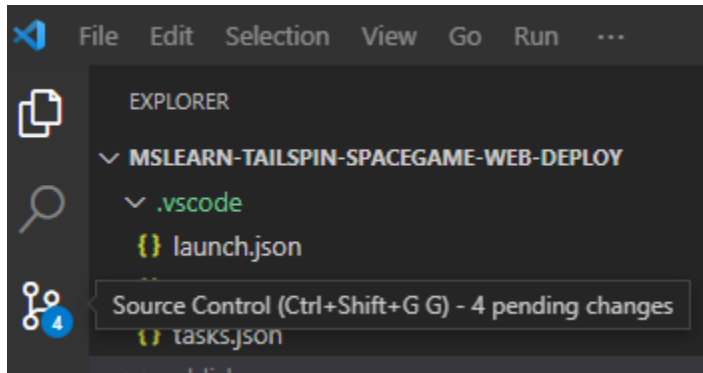 File Edit Selection View Go Run ···
EXPLORER
MSLEARN-TAILSPIN-SPACEGAME-WEB-DEPLOY
.vscode
{} launch.json
Source Control (Ctrl+Shift+G G) - 4 pending changes
4
{} tasks.json